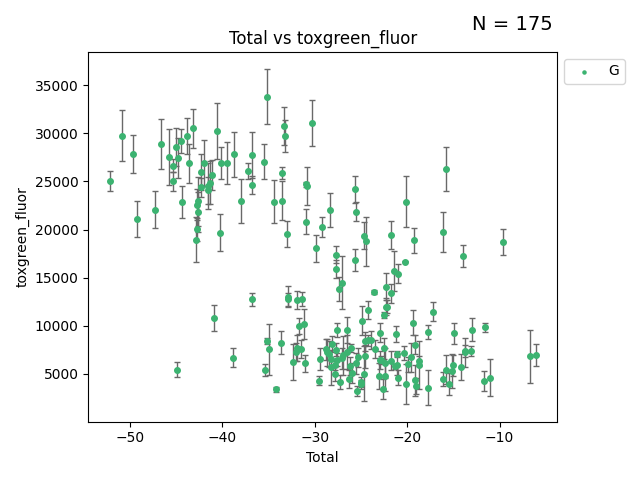 N = 175
Total vs toxgreen_fluor
G
toxgreen_fluor
35000
30000
25000
20000
15000
10000
5000
−50 −40 −30 −20 −10
Total